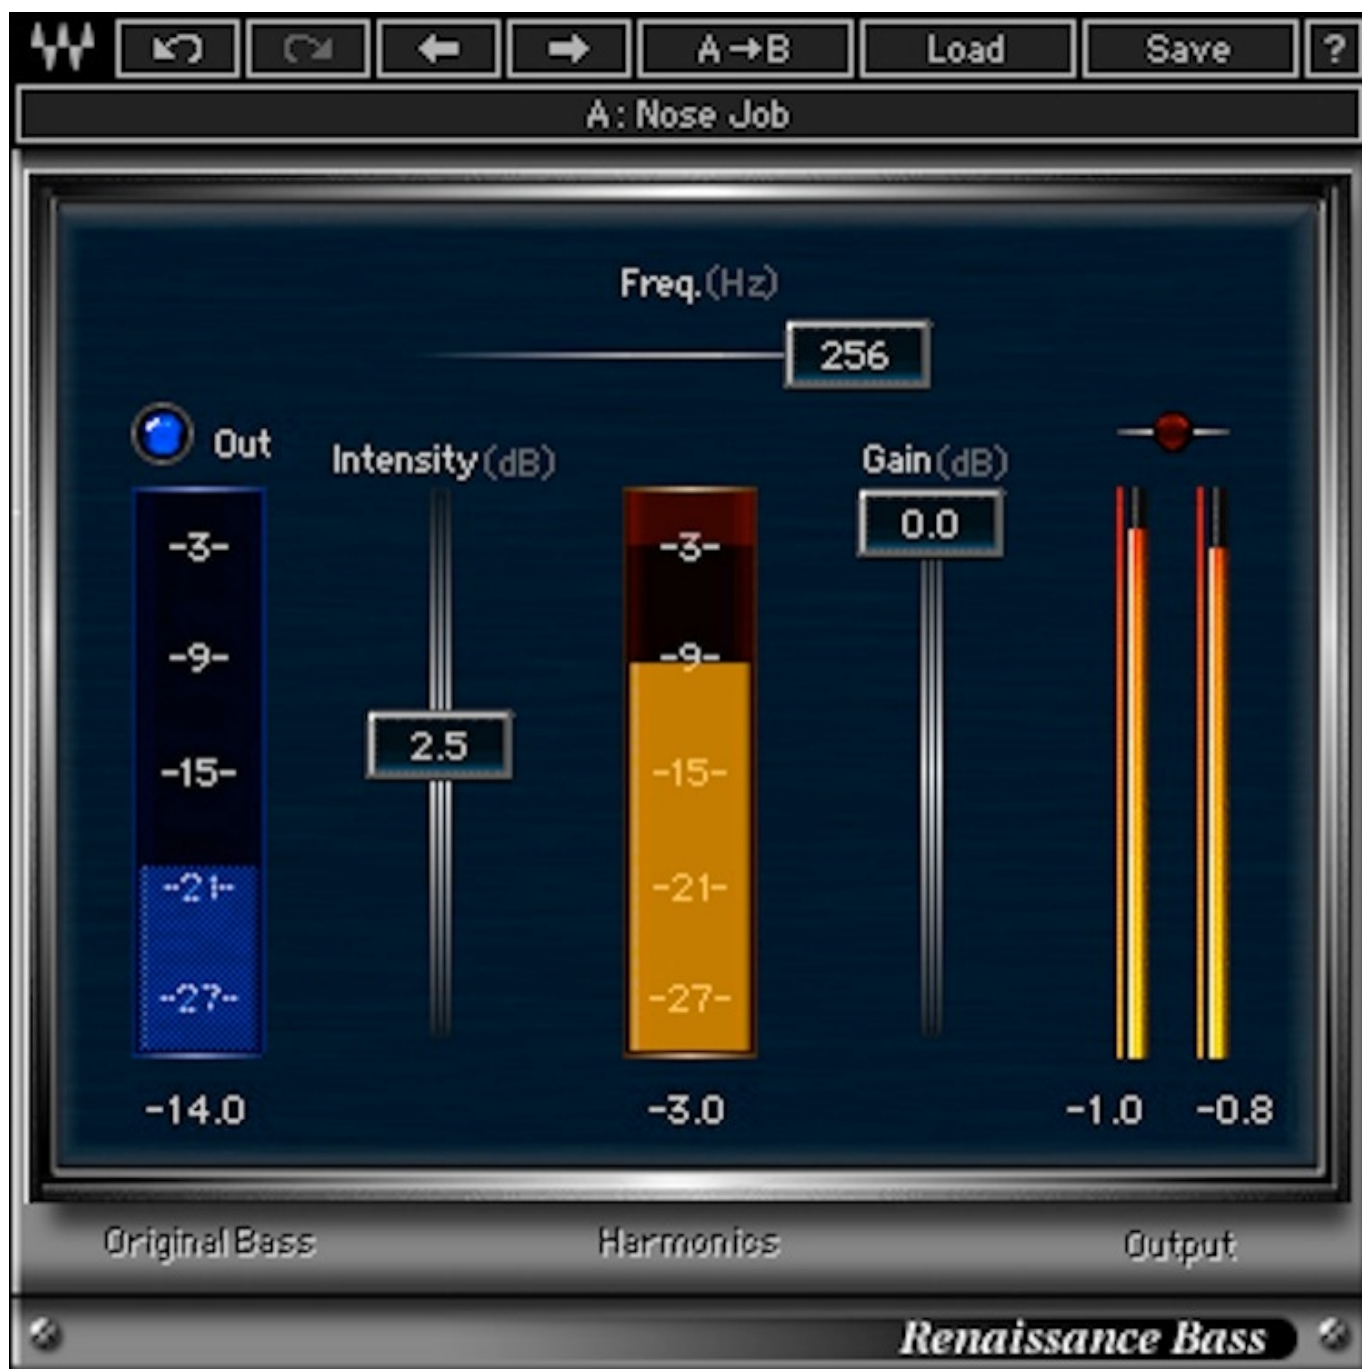 A→B Load Save ?
A: Nose Job
Freq.(Hz)
256
Out
Intensity(dB)
Gain(dB)
0.0
-3- -3-
-9- -9-
2.5
-15- -15-
-21- -21-
-27- -27-
-14.0 -3.0 -1.0 -0.8
Original Bass Harmonics Output
Renaissance Bass